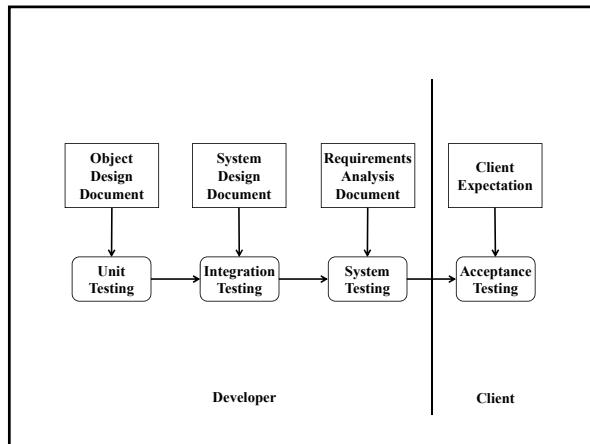 Object
Design
Document
System
Design
Document
Requirements
Analysis
Document
Client
Expectation
Unit
Testing
Integration
Testing
System
Testing
Acceptance
Testing
Developer
Client